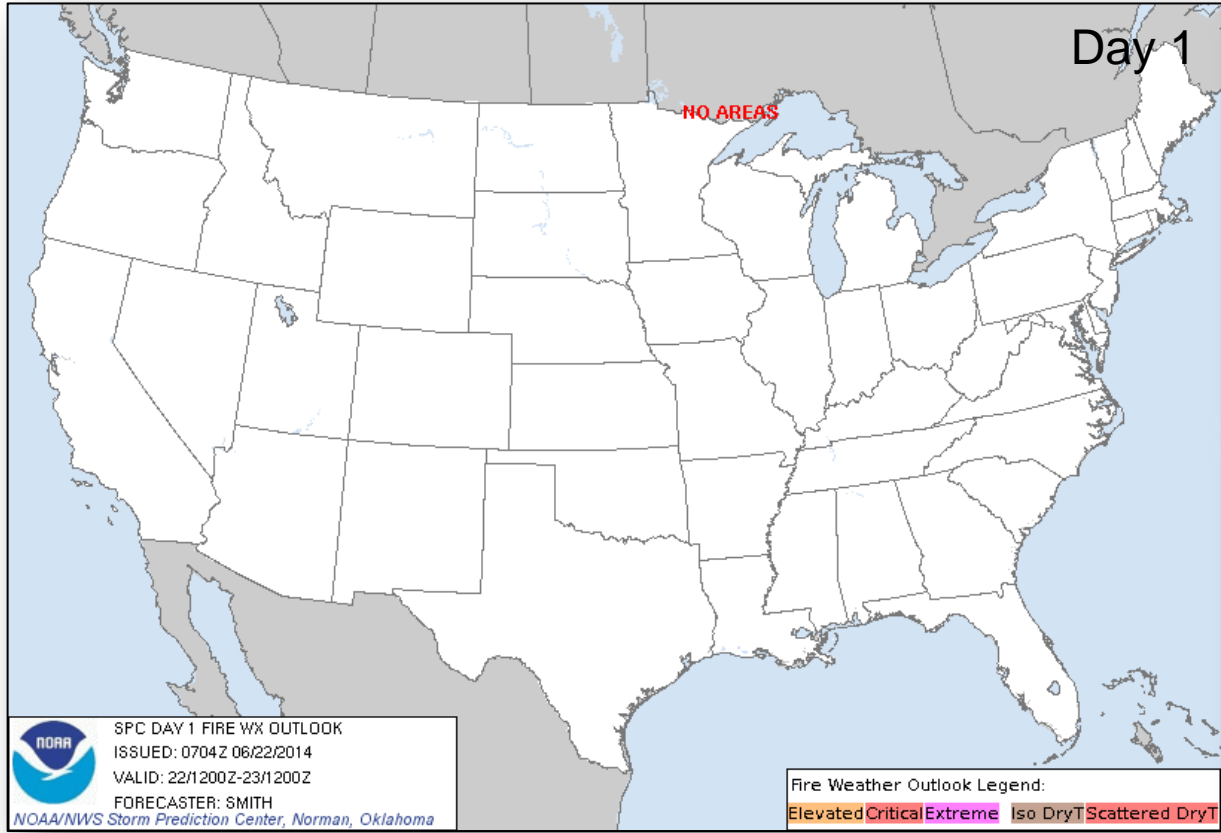 Day 1
NO AREAS
NOAA
SPC DAY 1 FIRE WX OUTLOOK
ISSUED: 0704Z 06/22/2014
VALID: 22/1200Z-23/1200Z
FORECASTER: SMITH
NOAA/NWS Storm Prediction Center, Norman, Oklahoma
Fire Weather Outlook Legend:
Elevated Critical Extreme Iso DryT Scattered DryT